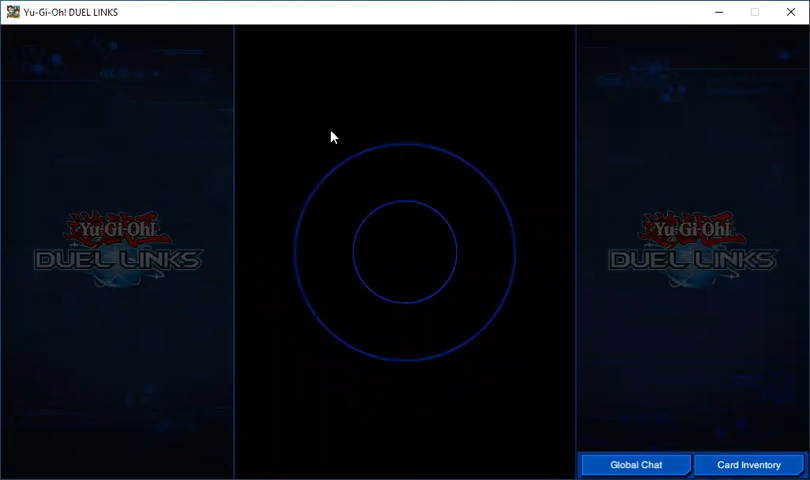 Yu-Gi-Oh! DUEL LINKS
Yu-Gi-Oh!
DUEL LINKS
Yu-Gi-Oh!
DUEL LINKS
Global Chat
Card Inventory